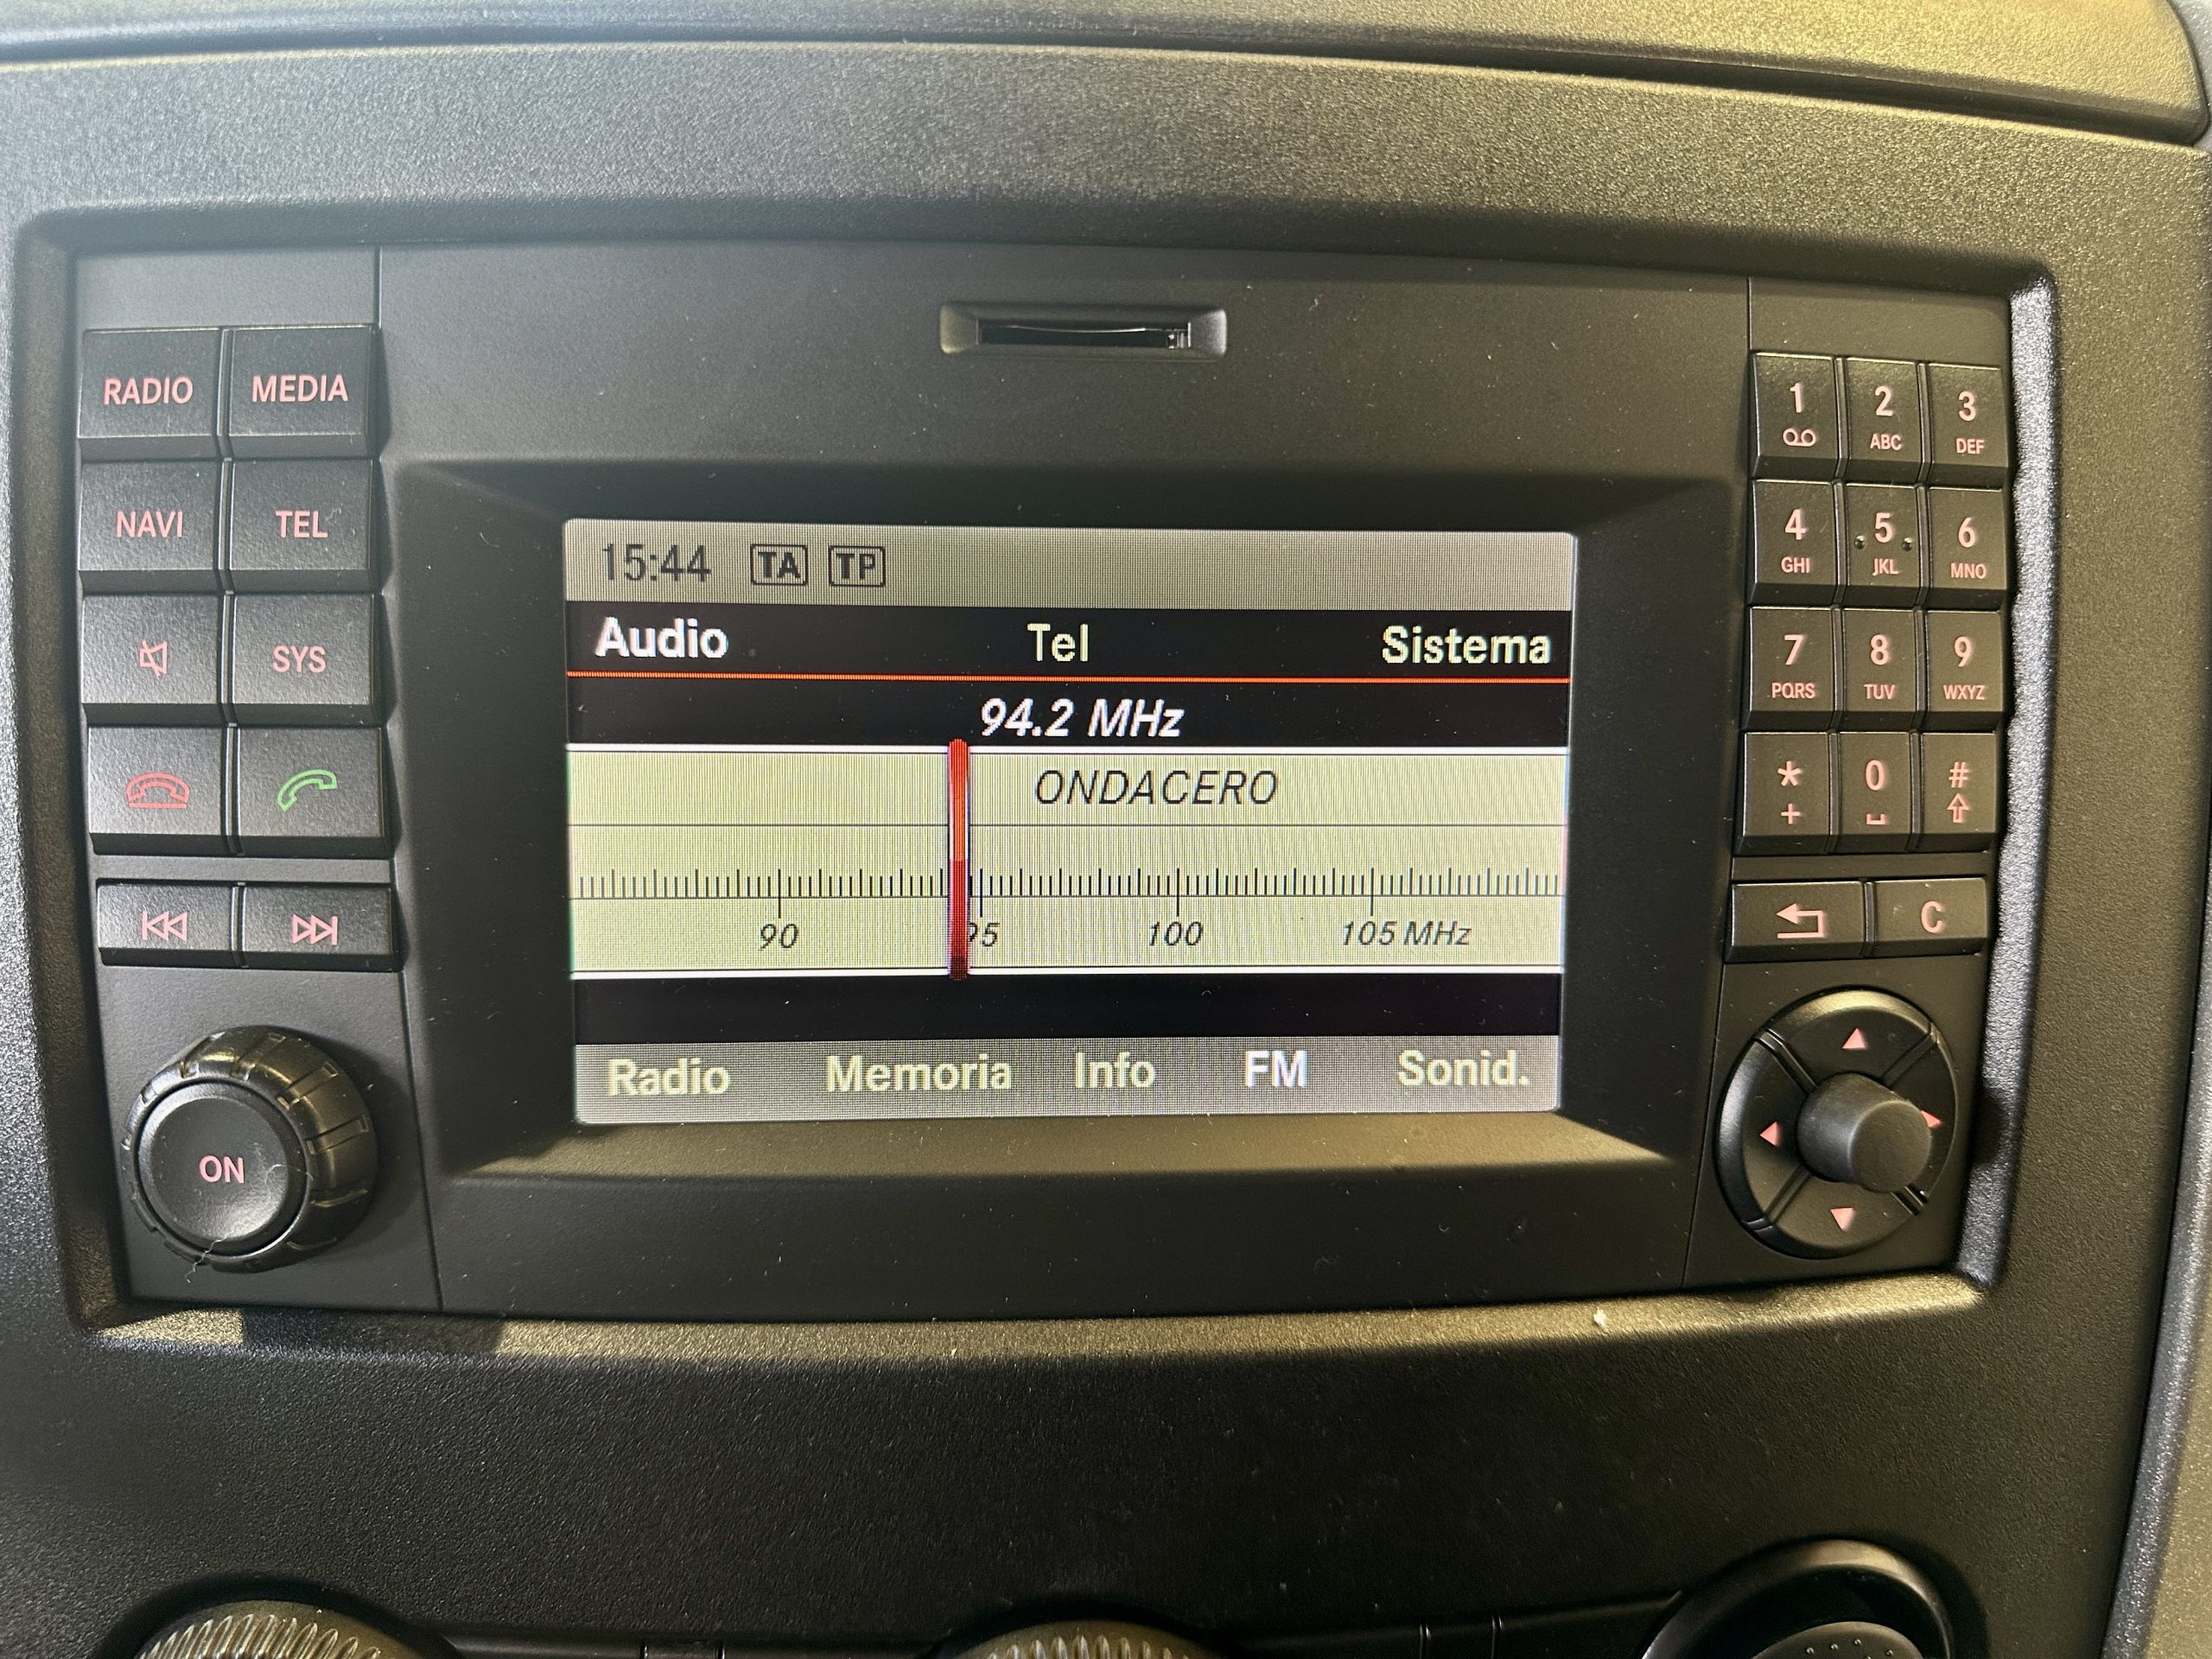 RADIO MEDIA
NAVI TEL
SYS
ON
15:44 TA TP
Audio Tel Sistema
94.2 MHz
ONDACERO
90 95 100 105 MHz
Radio Memoria Info FM Sonid.
1 2 ABC 3 DEF
4 GHI 5 JKL 6 MNO
7 PQRS 8 TUV 9 WXYZ
* + 0 #
C